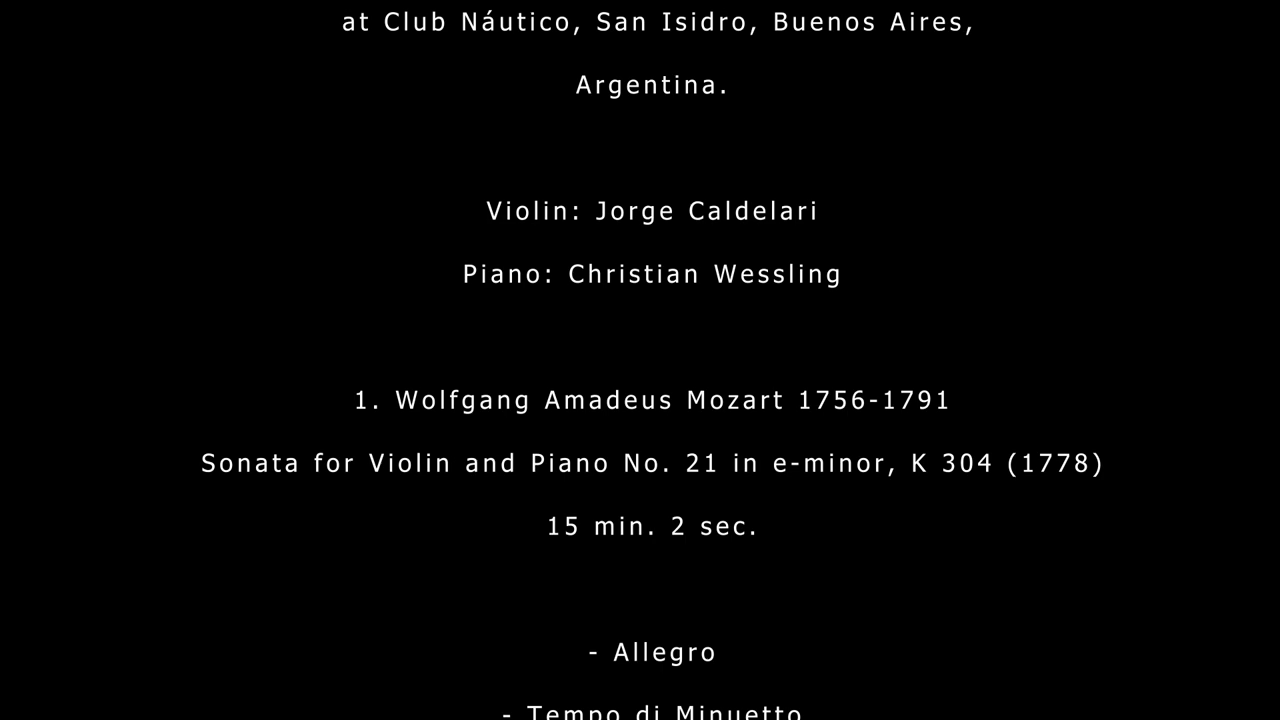 at Club Náutico, San Isidro, Buenos Aires,
Argentina.
Violin: Jorge Caldelari
Piano: Christian Wessling
1. Wolfgang Amadeus Mozart 1756-1791
Sonata for Violin and Piano No. 21 in e-minor, K 304 (1778)
15 min. 2 sec.
- Allegro
- Tempo di Minuetto